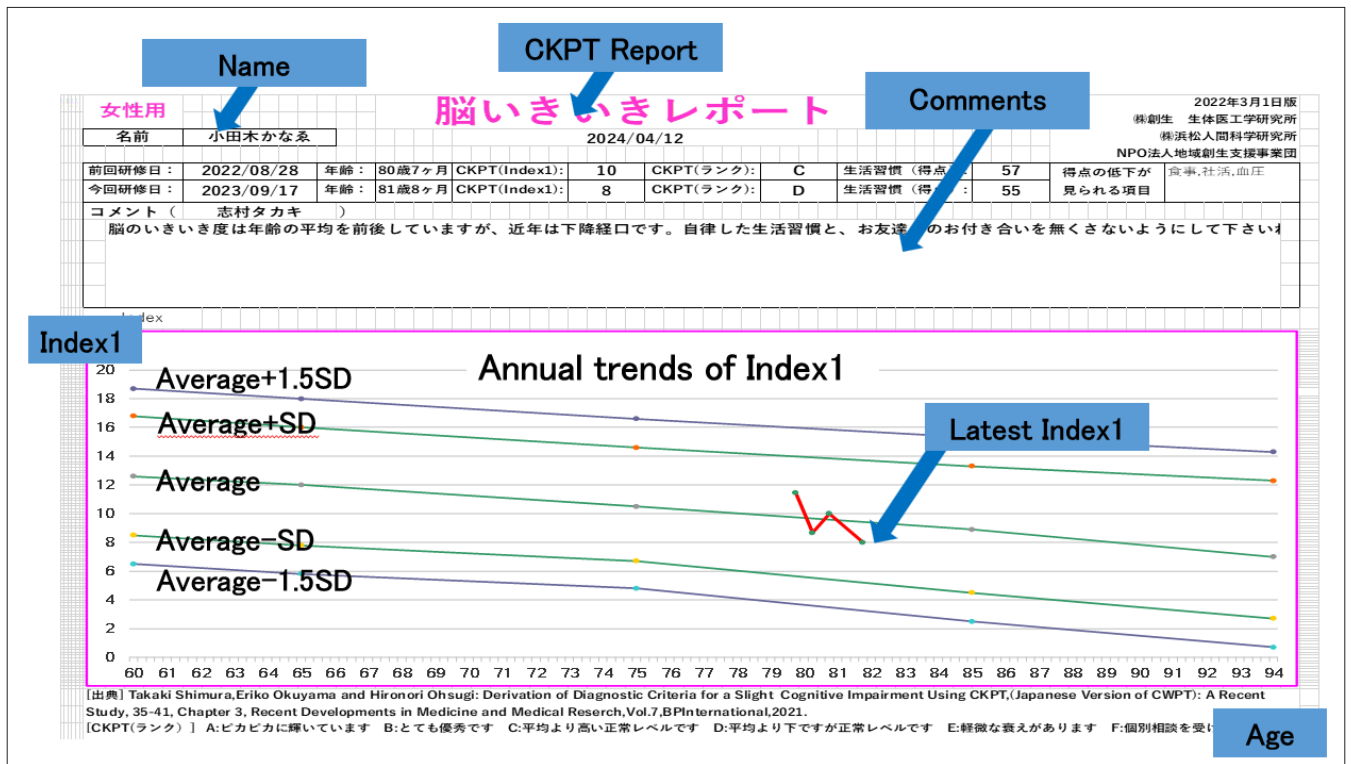 CKPT Report
Name
Comments
女性用
脳いきいきレポート
2022年3月1日版
㈱創生 生体医工学研究所
㈱浜松人間科学研究所
NPO法人地域創生支援事業団
名前 小田木かなゑ 2024/04/12
前回研修日： 2022/08/28 年齢： 80歳7ヶ月 CKPT(Index1): 10 CKPT(ランク): C 生活習慣（得点）: 57 得点の低下が 食事,社活,血圧
今回研修日： 2023/09/17 年齢： 81歳8ヶ月 CKPT(Index1): 8 CKPT(ランク): D 生活習慣（得点）: 55 見られる項目
コメント（ 志村タカキ ）
脳のいきいき度は年齢の平均を前後していますが、近年は下降経口です。自律した生活習慣と、お友達のお付き合いを無くさないようにして下さい
Index
Index1
Annual trends of Index1
20
18
16
14
12
10
8
6
4
2
0
Average+1.5SD
Average+SD
Average
Average−SD
Average−1.5SD
Latest Index1
60 61 62 63 64 65 66 67 68 69 70 71 72 73 74 75 76 77 78 79 80 81 82 83 84 85 86 87 88 89 90 91 92 93 94
[出典] Takaki Shimura,Eriko Okuyama and Hironori Ohsugi: Derivation of Diagnostic Criteria for a Slight Cognitive Impairment Using CKPT,(Japanese Version of CWPT): A Recent
Study, 35-41, Chapter 3, Recent Developments in Medicine and Medical Reserch,Vol.7,BPInternational,2021.
[CKPT(ランク）] A:ピカピカに輝いています B:とても優秀です C:平均より高い正常レベルです D:平均より下ですが正常レベルです E:軽微な衰えがあります F:個別相談を受け
Age